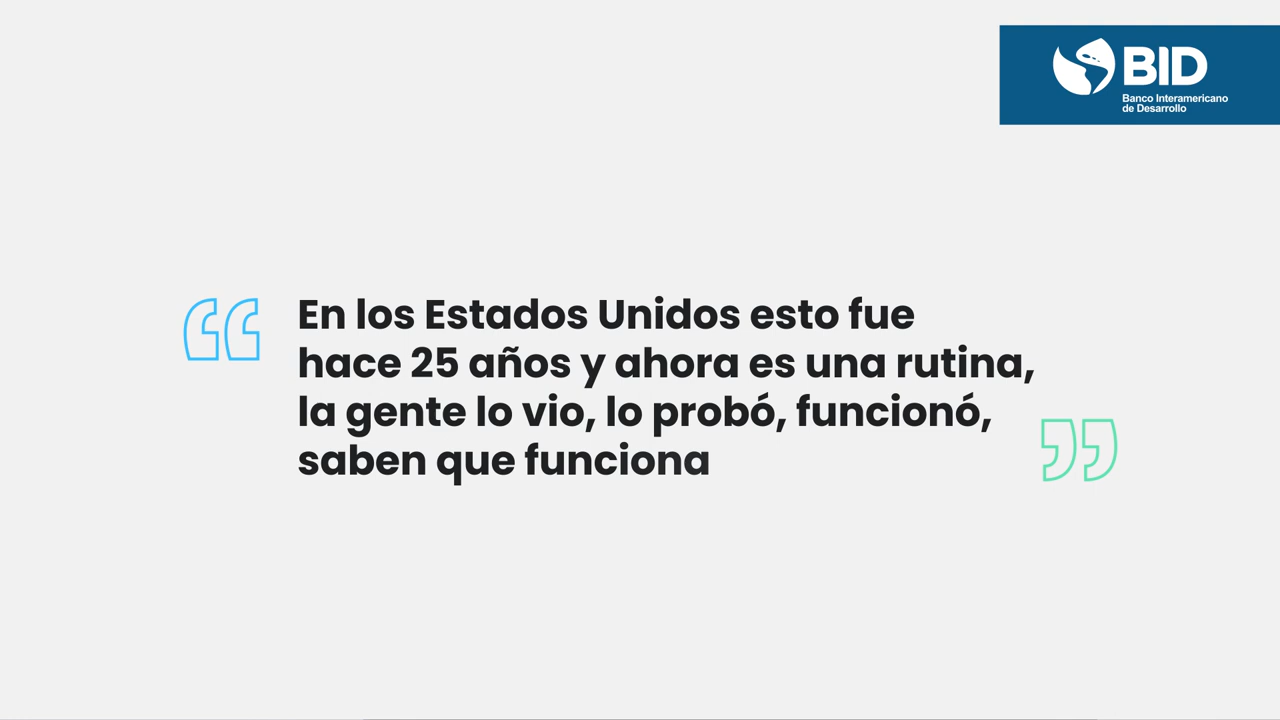 BID
Banco Interamericano
de Desarrollo
“ En los Estados Unidos esto fue
hace 25 años y ahora es una rutina,
la gente lo vio, lo probó, funcionó,
saben que funciona ”